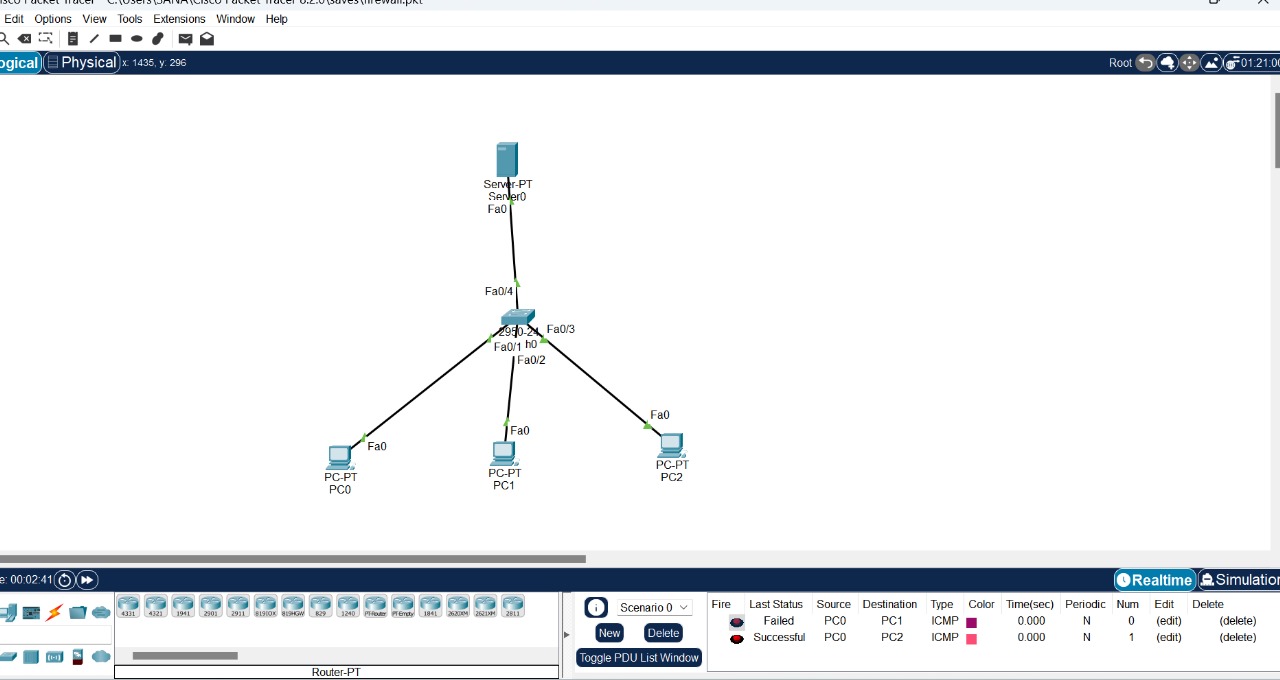 isco Packet Tracer - C:\Users\SANA\Cisco Packet Tracer 8.2.0\saves\firewall.pkt
Edit Options View Tools Extensions Window Help
ogical Physical x: 1435, y: 296 Root 01:21:00
Server-PT
Server0
Fa0
Fa0/4
2950-24 Fa0/3
Fa0/1 h0
Fa0/2
Fa0
Fa0
Fa0
PC-PT
PC0
PC-PT
PC1
PC-PT
PC2
e: 00:02:41 Realtime Simulation
4331 4321 1941 2901 2911 819IOX 819HGW 829 1240 PT-Router PT-Empty 1841 2620XM 2621XM 2811
Router-PT
Scenario 0
New Delete
Toggle PDU List Window
Fire Last Status Source Destination Type Color Time(sec) Periodic Num Edit Delete
Failed PC0 PC1 ICMP 0.000 N 0 (edit) (delete)
Successful PC0 PC2 ICMP 0.000 N 1 (edit) (delete)